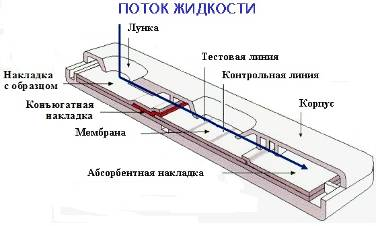 ПОТОК ЖИДКОСТИ
Лунка
Тестовая линия
Накладка
с образцом
Контрольная линия
Конъюгатная
накладка
Корпус
Мембрана
Абсорбентная накладка